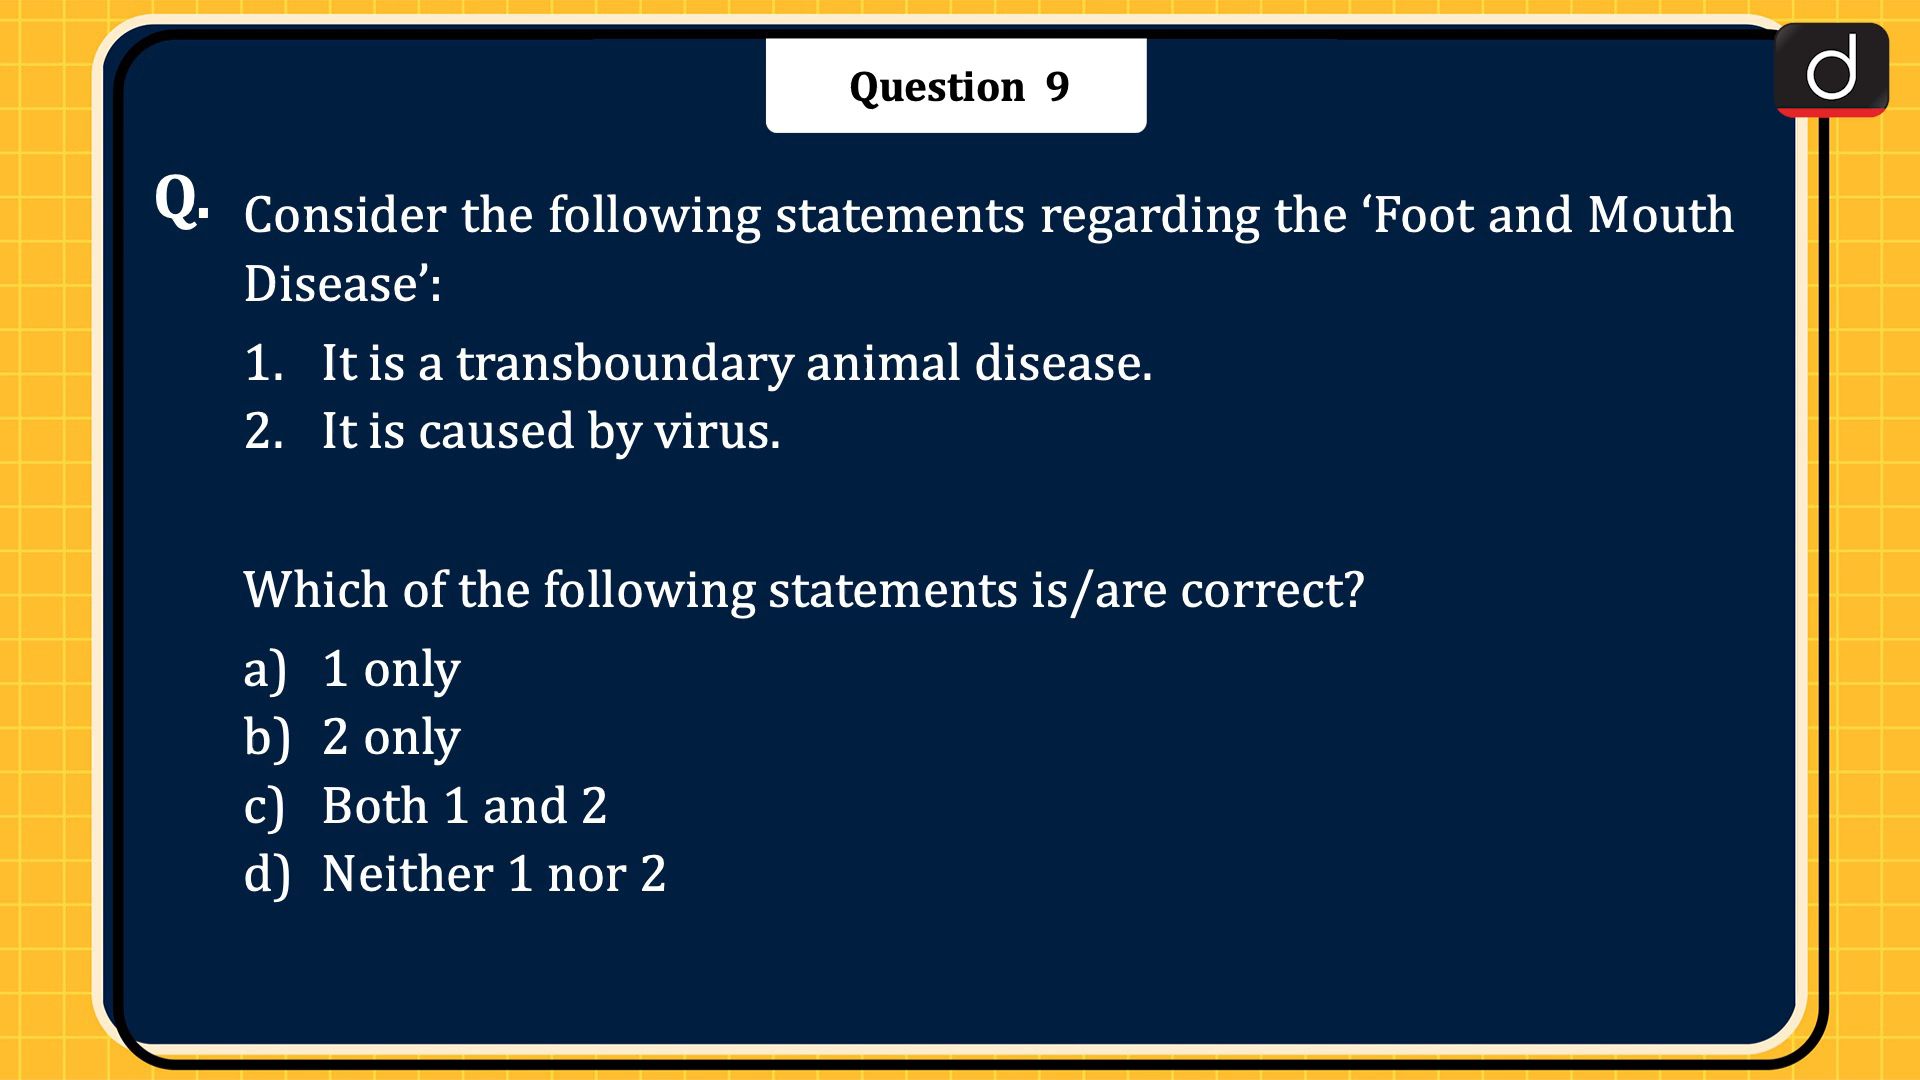 Question 9
Q. Consider the following statements regarding the ‘Foot and Mouth
Disease’:
1. It is a transboundary animal disease.
2. It is caused by virus.
Which of the following statements is/are correct?
a) 1 only
b) 2 only
c) Both 1 and 2
d) Neither 1 nor 2
d